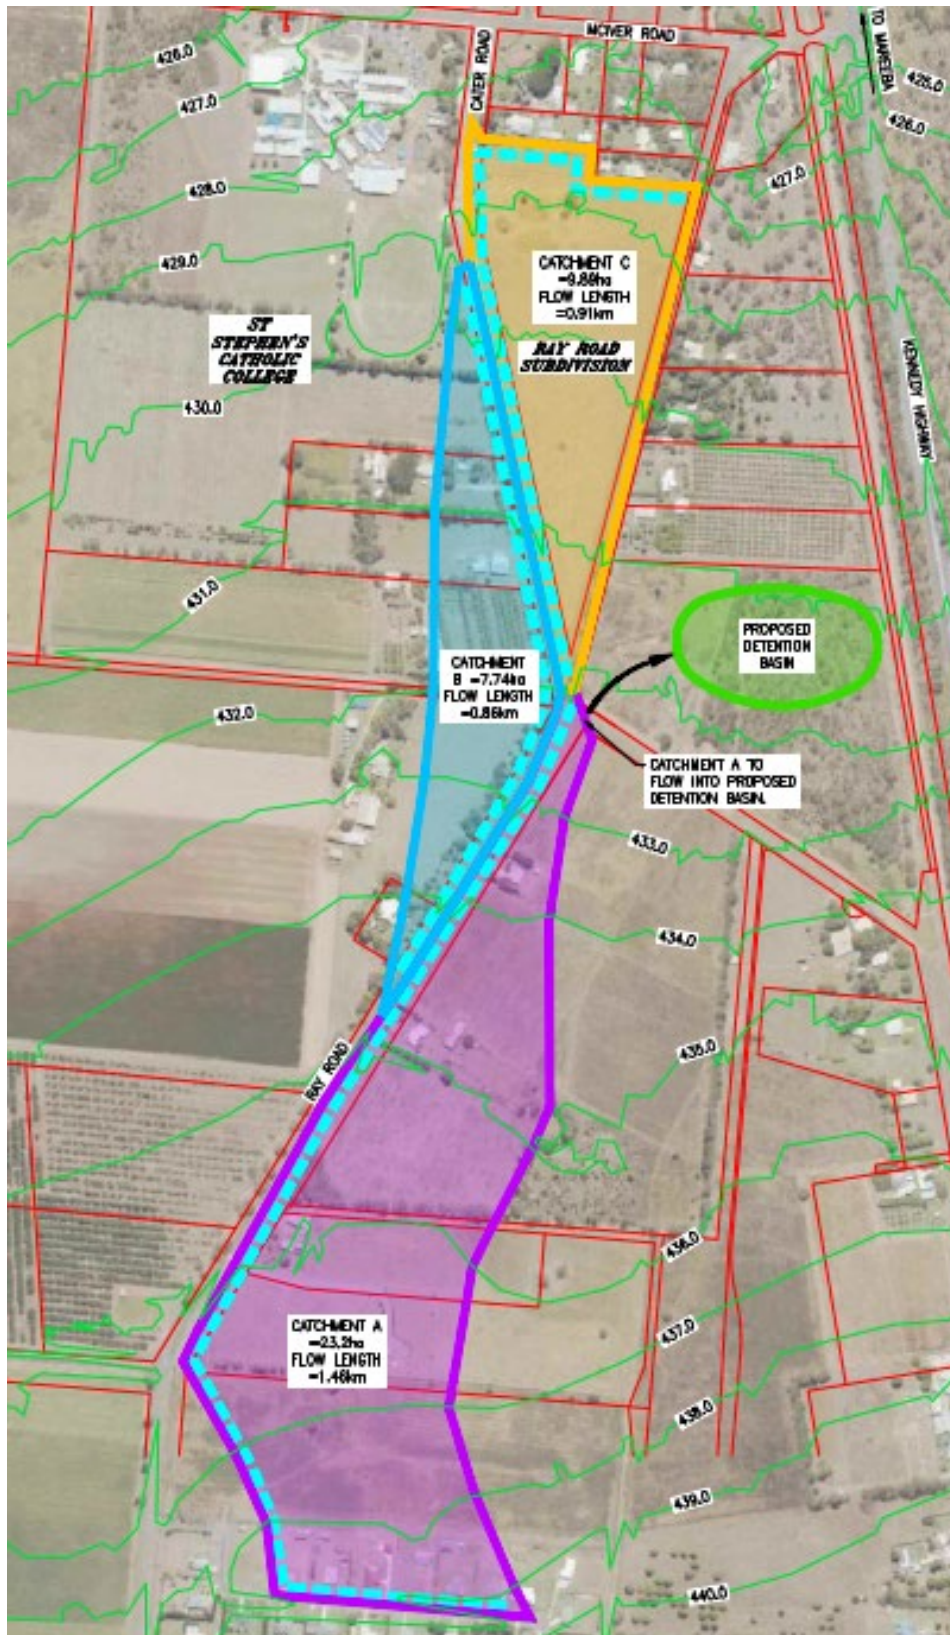 MCIVER ROAD
CATER ROAD
TO MAREEBA
426.0
425.0
427.0
426.0
428.0
427.0
429.0
CATCHMENT C
=9.89ha
FLOW LENGTH
=0.91km
ST
STEPHEN'S
CATHOLIC
COLLEGE
RAY ROAD
SUBDIVISION
KENNEDY HIGHWAY
430.0
431.0
PROPOSED
DETENTION
BASIN
CATCHMENT
B =7.74ha
FLOW LENGTH
=0.86km
432.0
CATCHMENT A TO
FLOW INTO PROPOSED
DETENTION BASIN.
433.0
434.0
435.0
RAY ROAD
436.0
CATCHMENT A
=23.2ha
FLOW LENGTH
=1.46km
437.0
438.0
439.0
440.0